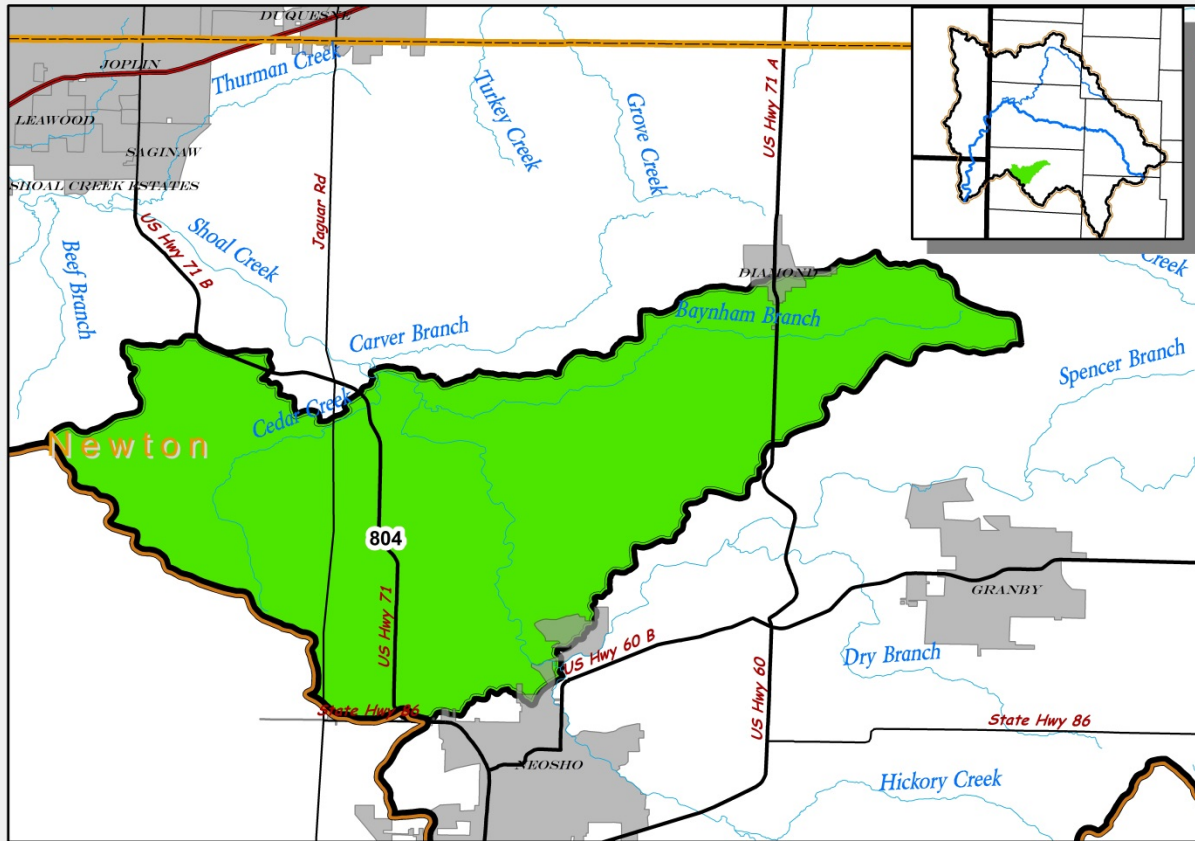 DUQUESNE
JOPLIN
Thurman Creek
LEAWOOD
SAGINAW
SHOAL CREEK ESTATES
Turkey Creek
Grove Creek
US Hwy 71 A
Jaguar Rd
Beef Branch
Shoal Creek
US Hwy 71 B
DIAMOND
Creek
Carver Branch
Baynham Branch
Spencer Branch
Cedar Creek
Newton
804
US Hwy 71
GRANBY
US Hwy 60 B
Dry Branch
US Hwy 60
State Hwy 86
State Hwy 86
NEOSHO
Hickory Creek